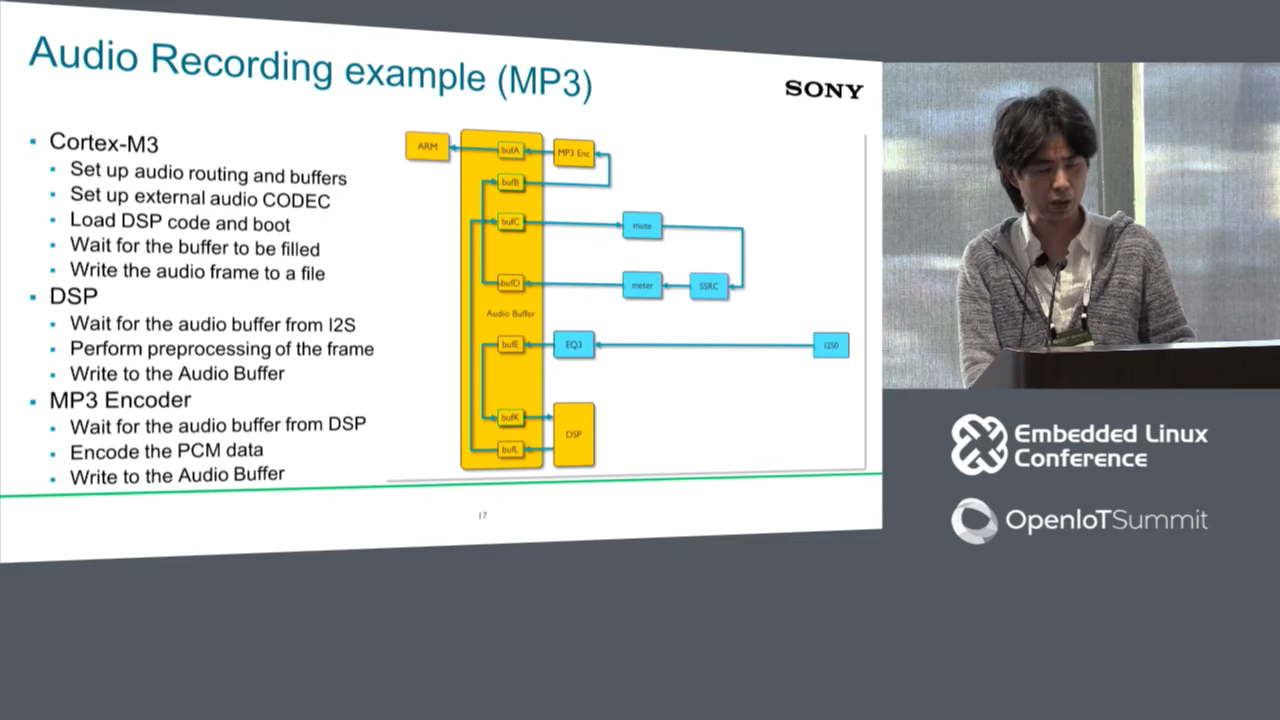 Audio Recording example (MP3)
SONY
Cortex-M3
Set up audio routing and buffers
Set up external audio CODEC
Load DSP code and boot
Wait for the buffer to be filled
Write the audio frame to a file
DSP
Wait for the audio buffer from I2S
Perform preprocessing of the frame
Write to the Audio Buffer
MP3 Encoder
Wait for the audio buffer from DSP
Encode the PCM data
Write to the Audio Buffer
ARM
bufA
MP3 Enc
bufB
bufC
mute
bufD
meter
SSRC
Audio Buffer
bufE
EQ3
I2S0
bufK
DSP
bufL
17
Embedded Linux
Conference
OpenIoTSummit